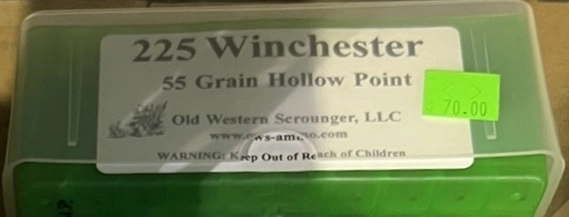 225 Winchester
55 Grain Hollow Point
70.00
Old Western Scrounger, LLC
www.ows-ammo.com
WARNING: Keep Out of Reach of Children